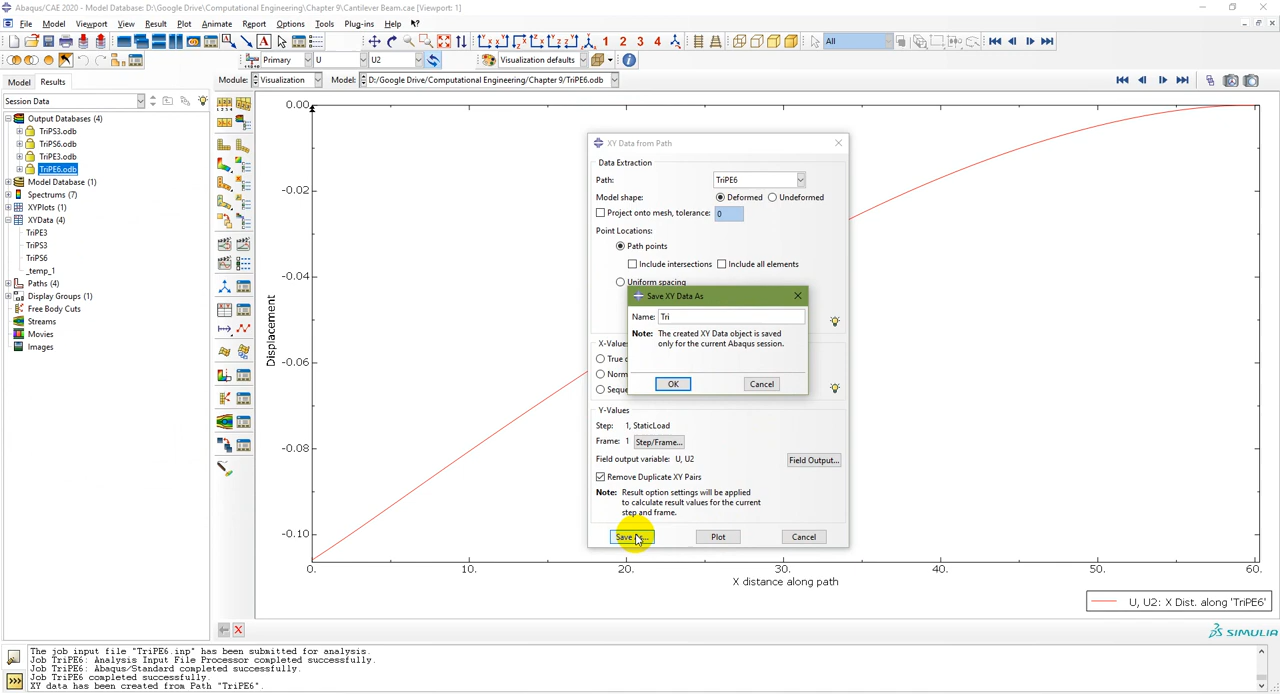 Abaqus/CAE 2020 - Model Database: D:\Google Drive\Computational Engineering\Chapter 9\Cantilever Beam.cae [Viewport: 1]
File Model Viewport View Result Plot Animate Report Options Tools Plug-ins Help
1 2 3 4 All
Primary U U2 Visualization defaults
Model Results Module: Visualization Model: D:/Google Drive/Computational Engineering/Chapter 9/TriPE6.odb
Session Data
Output Databases (4)
TriPS3.odb
TriPS6.odb
TriPE3.odb
TriPE6.odb
Model Database (1)
Spectrums (7)
XYPlots (1)
XYData (4)
TriPE3
TriPS3
TriPS6
_temp_1
Paths (4)
Display Groups (1)
Free Body Cuts
Streams
Movies
Images
0.00
-0.02
-0.04
-0.06
-0.08
-0.10
Displacement
0. 10. 20. 30. 40. 50. 60.
X distance along path
U, U2: X Dist. along 'TriPE6'
XY Data from Path
Data Extraction
Path: TriPE6
Model shape: Deformed Undeformed
Project onto mesh, tolerance: 0
Point Locations:
Path points
Include intersections Include all elements
Uniform spacing
Save XY Data As
Name: Tri
Note: The created XY Data object is saved
only for the current Abaqus session.
OK Cancel
X-Values
True
Norm
Seque
Y-Values
Step: 1, StaticLoad
Frame: 1 Step/Frame...
Field output variable: U, U2 Field Output...
Remove Duplicate XY Pairs
Note: Result option settings will be applied
to calculate result values for the current
step and frame.
Save As... Plot Cancel
SIMULIA
The job input file "TriPE6.inp" has been submitted for analysis.
Job TriPE6: Analysis Input File Processor completed successfully.
Job TriPE6: Abaqus/Standard completed successfully.
Job TriPE6 completed successfully.
XY data has been created from Path "TriPE6".